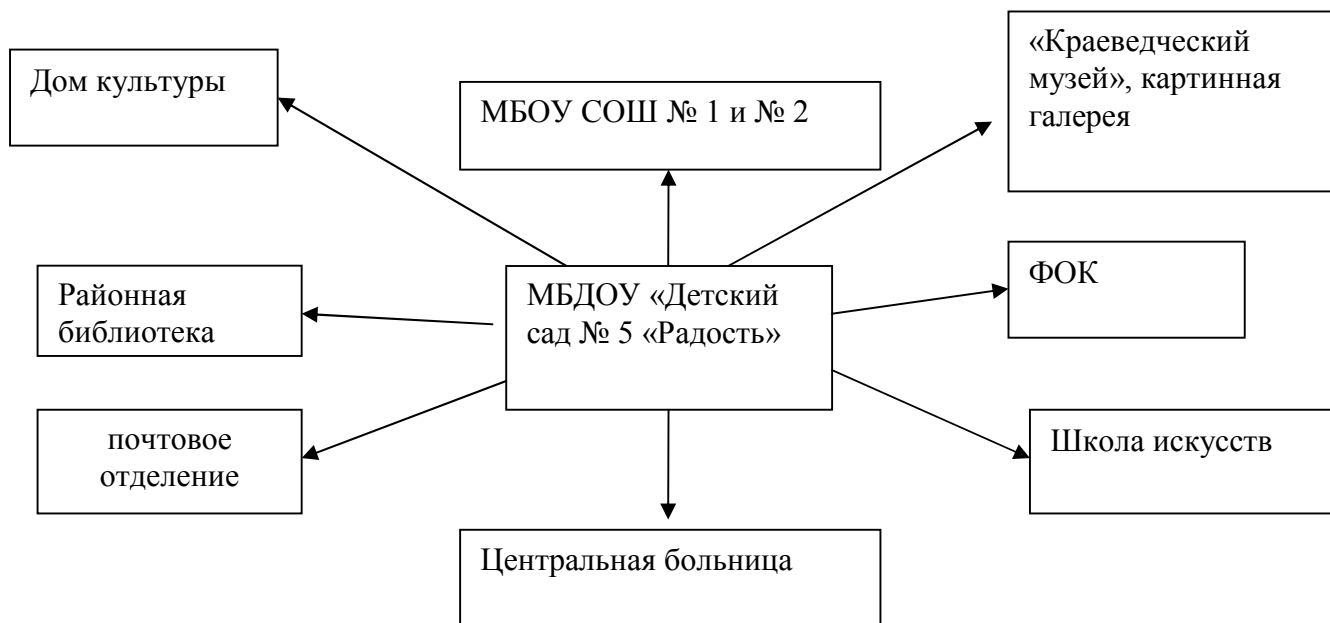 Дом культуры
МБОУ СОШ № 1 и № 2
«Краеведческий
музей», картинная
галерея
Районная
библиотека
МБДОУ «Детский
сад № 5 «Радость»
ФОК
почтовое
отделение
Школа искусств
Центральная больница